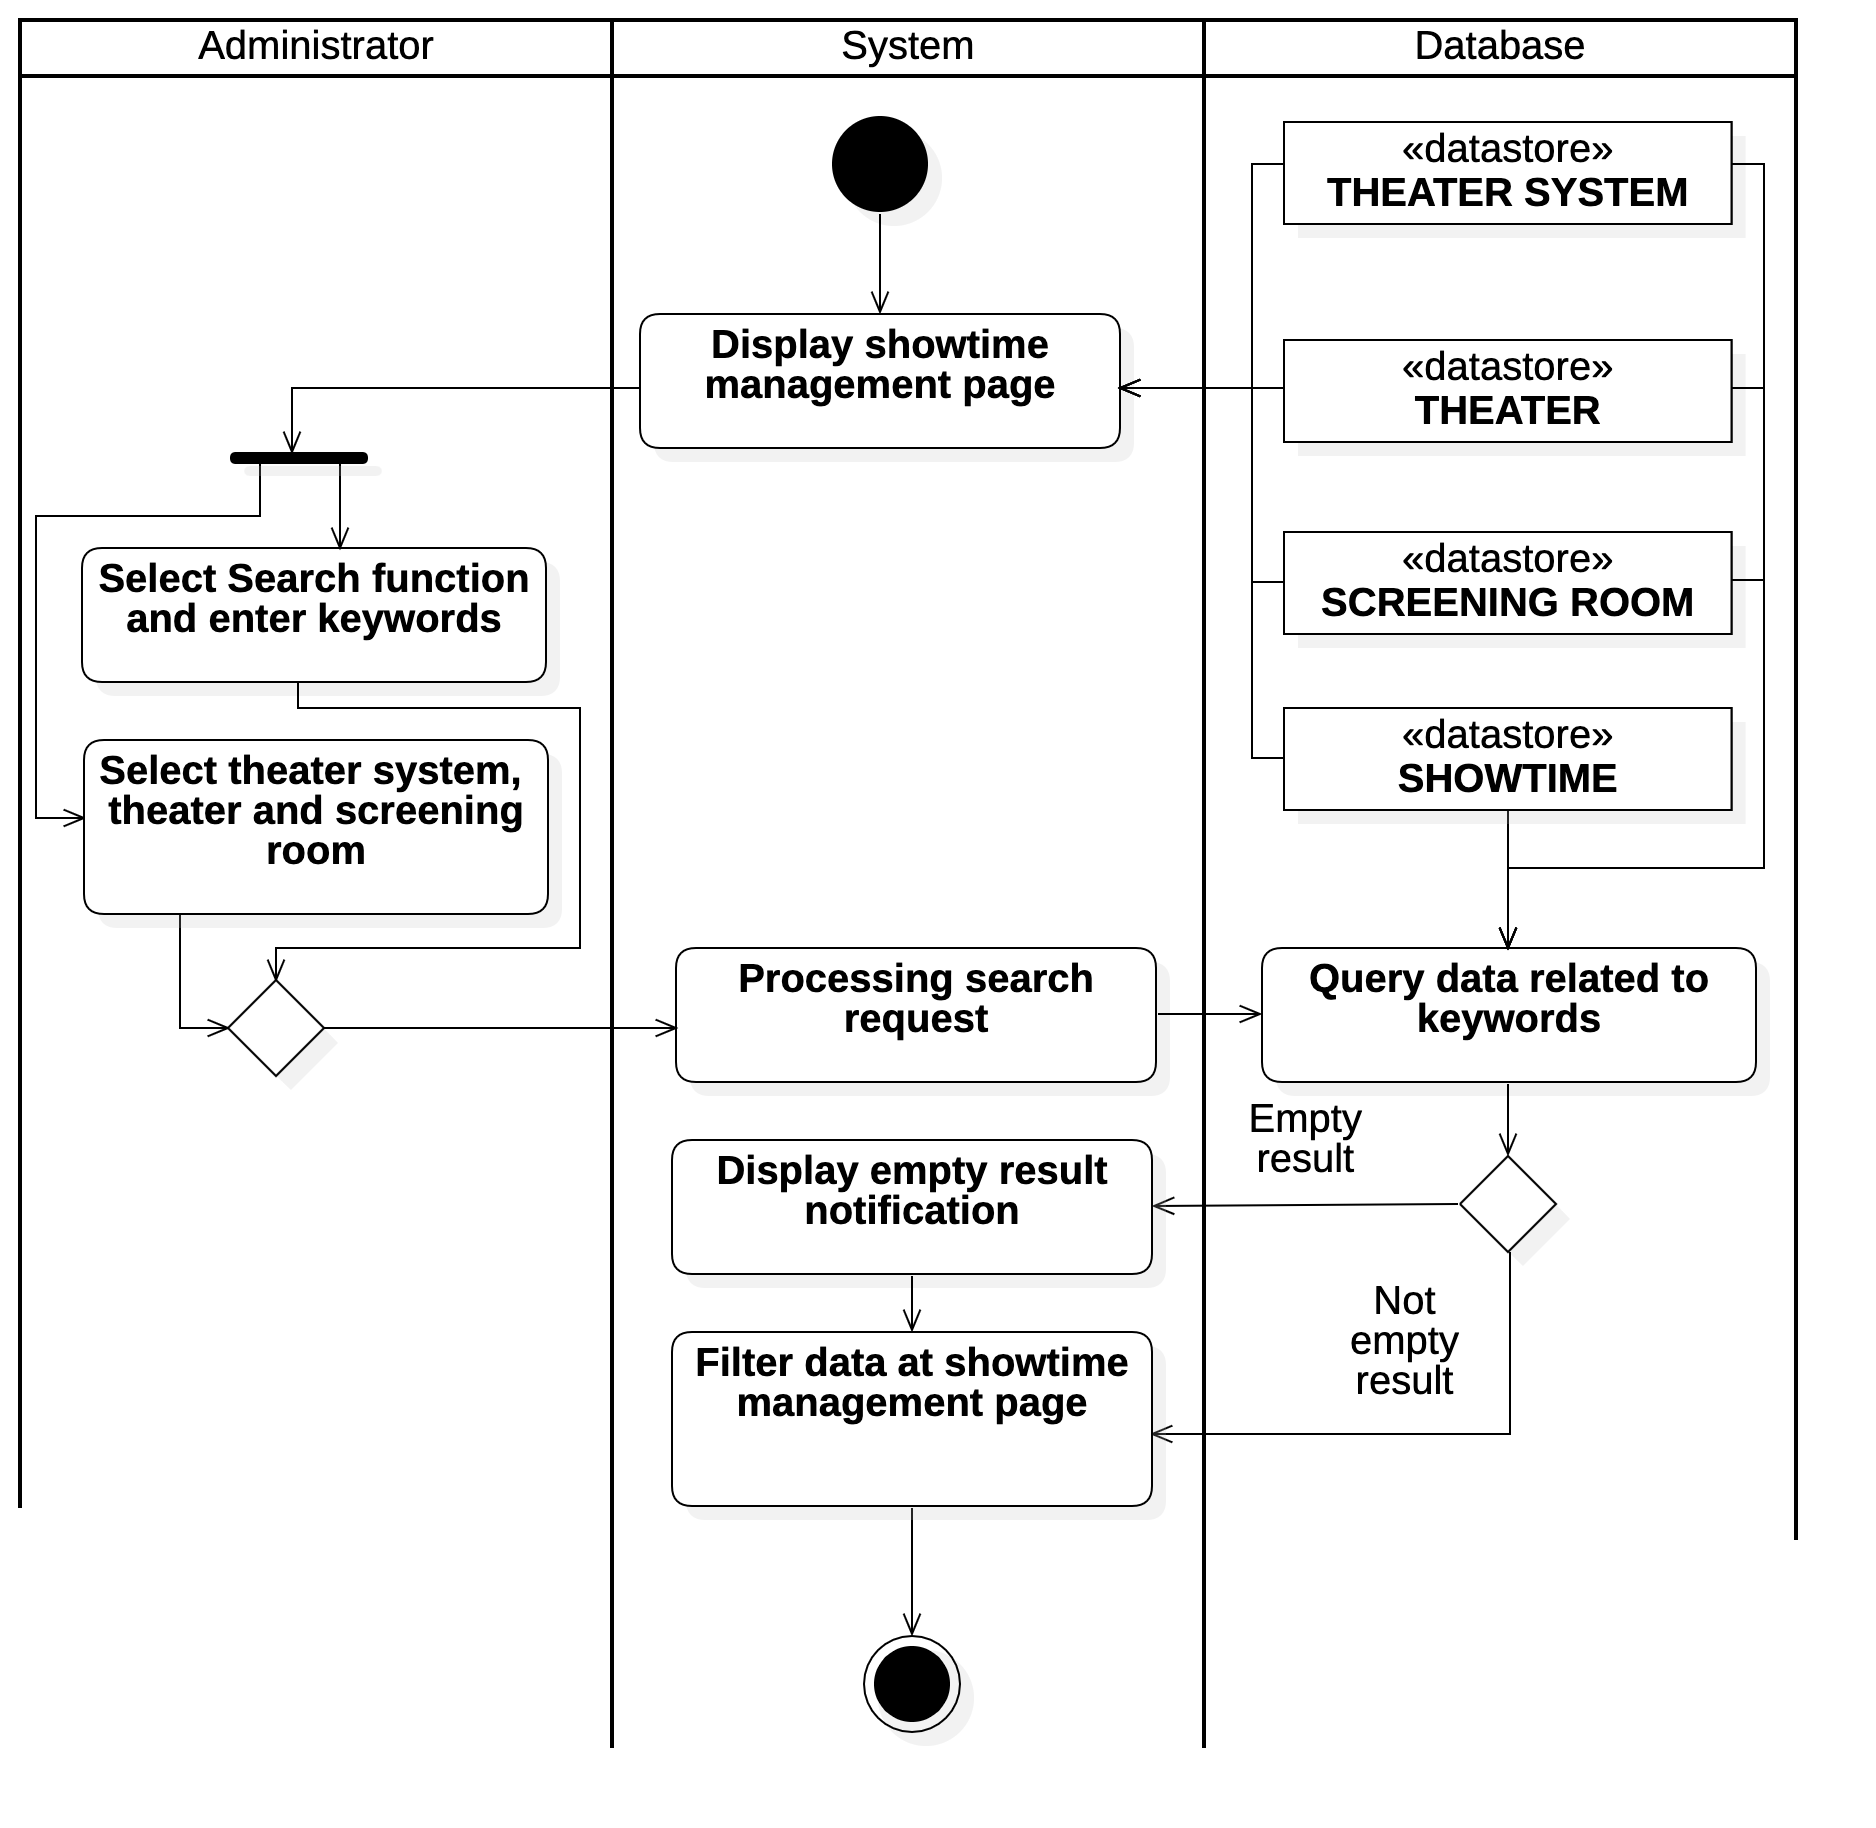 Administrator
System
Database
«datastore»
THEATER SYSTEM
Display showtime
management page
«datastore»
THEATER
Select Search function
and enter keywords
«datastore»
SCREENING ROOM
Select theater system,
theater and screening
room
«datastore»
SHOWTIME
Processing search
request
Query data related to
keywords
Empty
result
Display empty result
notification
Not
empty
result
Filter data at showtime
management page